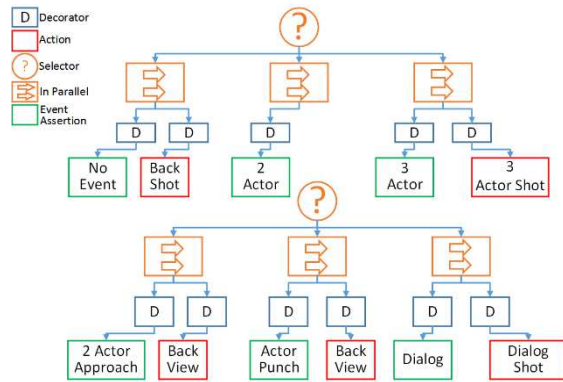 D Decorator
Action
? Selector
In Parallel
Event
Assertion
?
D D D D D
No
Event
Back
Shot
2
Actor
3
Actor
3
Actor Shot
?
D D D D D D
2 Actor
Approach
Back
View
Actor
Punch
Back
View
Dialog
Dialog
Shot